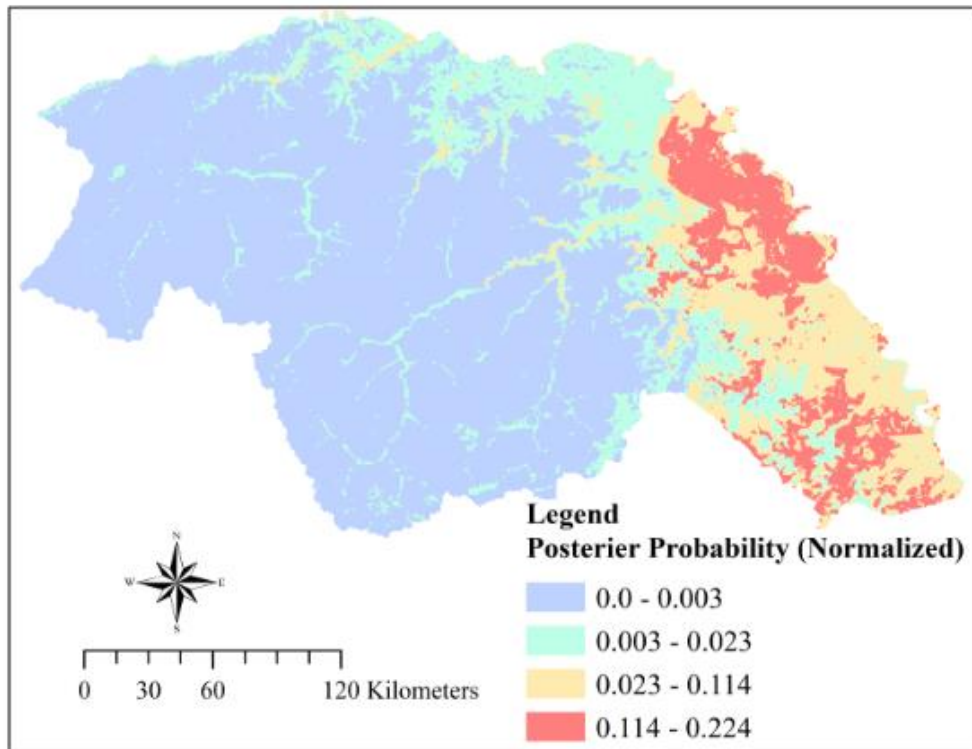 Legend
Posterier Probability (Normalized)
0.0 - 0.003
0.003 - 0.023
0.023 - 0.114
0.114 - 0.224
N
W E
S
0 30 60 120 Kilometers